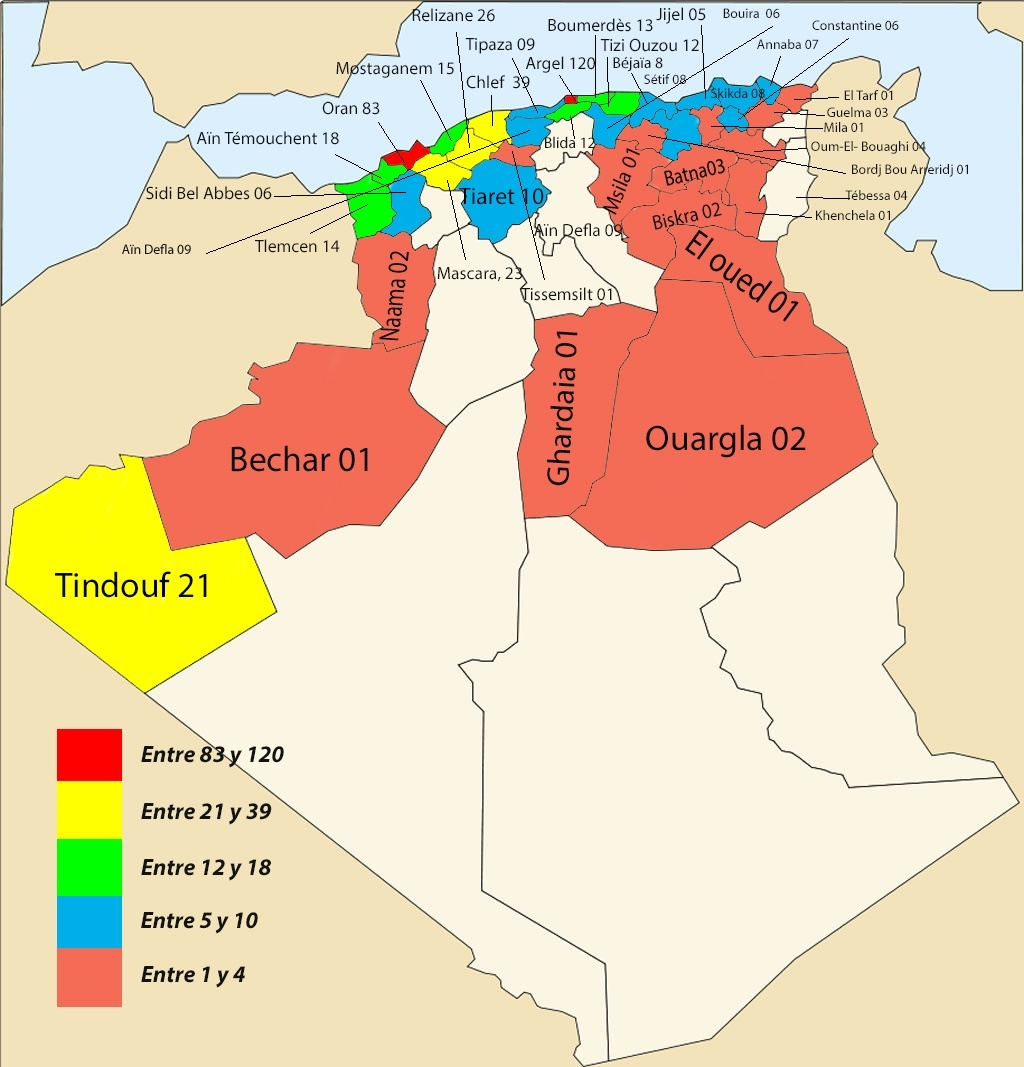 Relizane 26
Jijel 05
Bouira 06
Boumerdès 13
Constantine 06
Tipaza 09
Tizi Ouzou 12
Annaba 07
Mostaganem 15
Argel 120
Béjaïa 8
Chlef 39
Sétif 08
Skikda 08
El Tarf 01
Oran 83
Guelma 03
Aïn Témouchent 18
Mila 01
Blida 12
Oum-El- Bouaghi 04
Bordj Bou Arreridj 01
Msila 01
Batna03
Sidi Bel Abbes 06
Tiaret 10
Tébessa 04
Biskra 02
Khenchela 01
Aïn Defla 09
Aïn Defla 09
Tlemcen 14
El oued 01
Naama 02
Mascara, 23
Tissemsilt 01
Ghardaia 01
Ouargla 02
Bechar 01
Tindouf 21
Entre 83 y 120
Entre 21 y 39
Entre 12 y 18
Entre 5 y 10
Entre 1 y 4